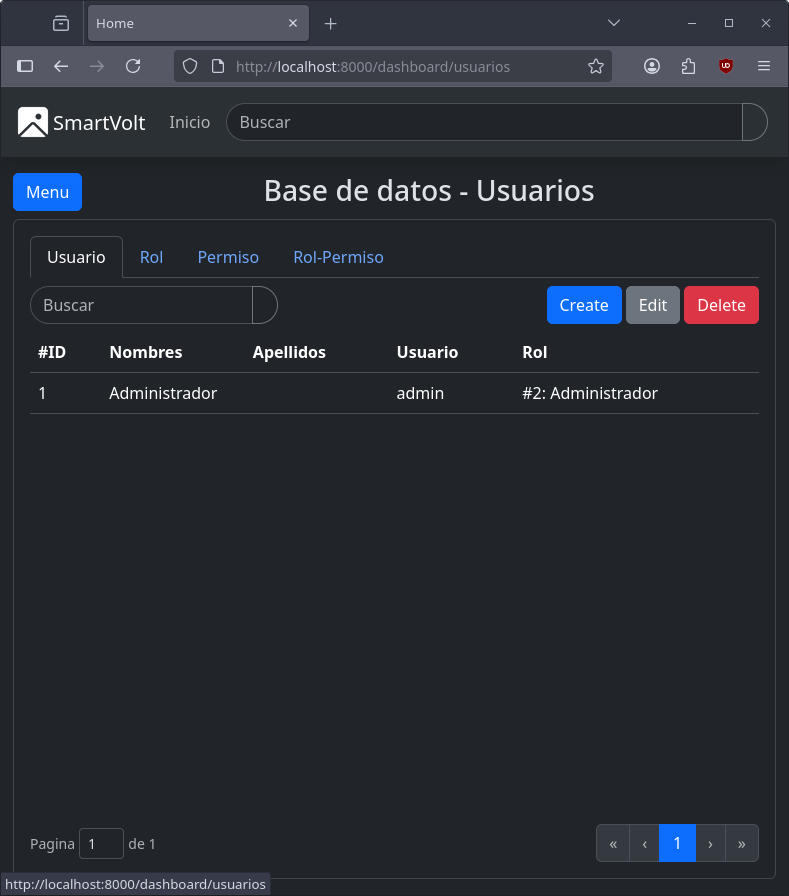 Home
http://localhost:8000/dashboard/usuarios
SmartVolt Inicio Buscar
Menu Base de datos - Usuarios
Usuario Rol Permiso Rol-Permiso
Buscar Create Edit Delete
#ID Nombres Apellidos Usuario Rol
1 Administrador admin #2: Administrador
Pagina 1 de 1 « ‹ 1 › »
http://localhost:8000/dashboard/usuarios